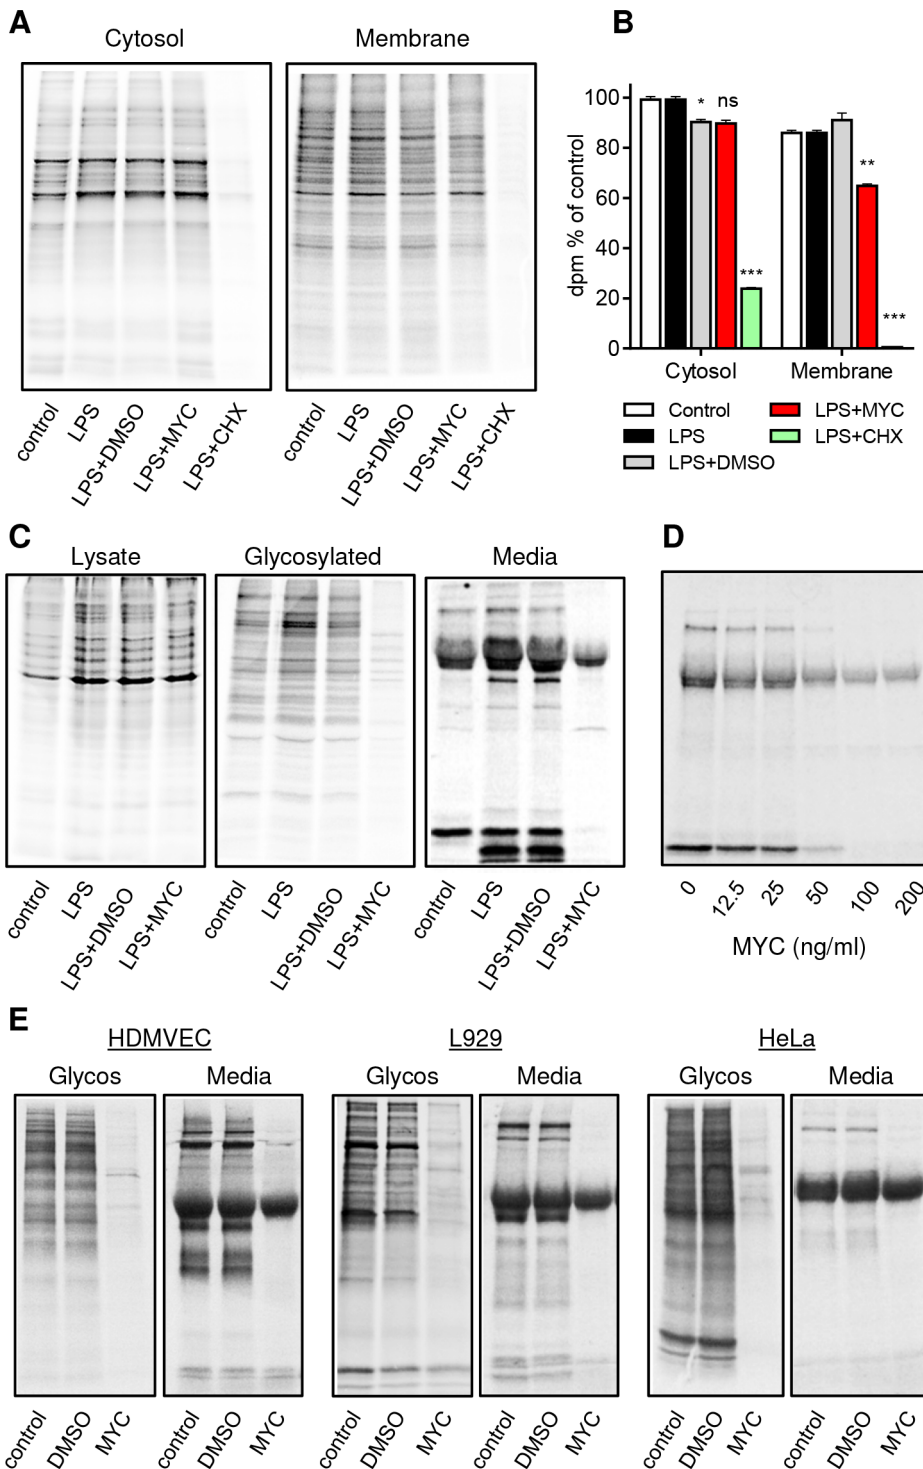 A
Cytosol
Membrane
control
LPS
LPS+DMSO
LPS+MYC
LPS+CHX
control
LPS
LPS+DMSO
LPS+MYC
LPS+CHX
B
dpm % of control
100
80
60
40
20
0
* ns
***
**
***
Cytosol Membrane
Control
LPS
LPS+DMSO
LPS+MYC
LPS+CHX
C
Lysate
Glycosylated
Media
control
LPS
LPS+DMSO
LPS+MYC
control
LPS
LPS+DMSO
LPS+MYC
control
LPS
LPS+DMSO
LPS+MYC
D
0 12.5 25 50 100 200
MYC (ng/ml)
E
HDMVEC
Glycos Media
control
DMSO
MYC
control
DMSO
MYC
L929
Glycos Media
control
DMSO
MYC
control
DMSO
MYC
HeLa
Glycos Media
control
DMSO
MYC
control
DMSO
MYC